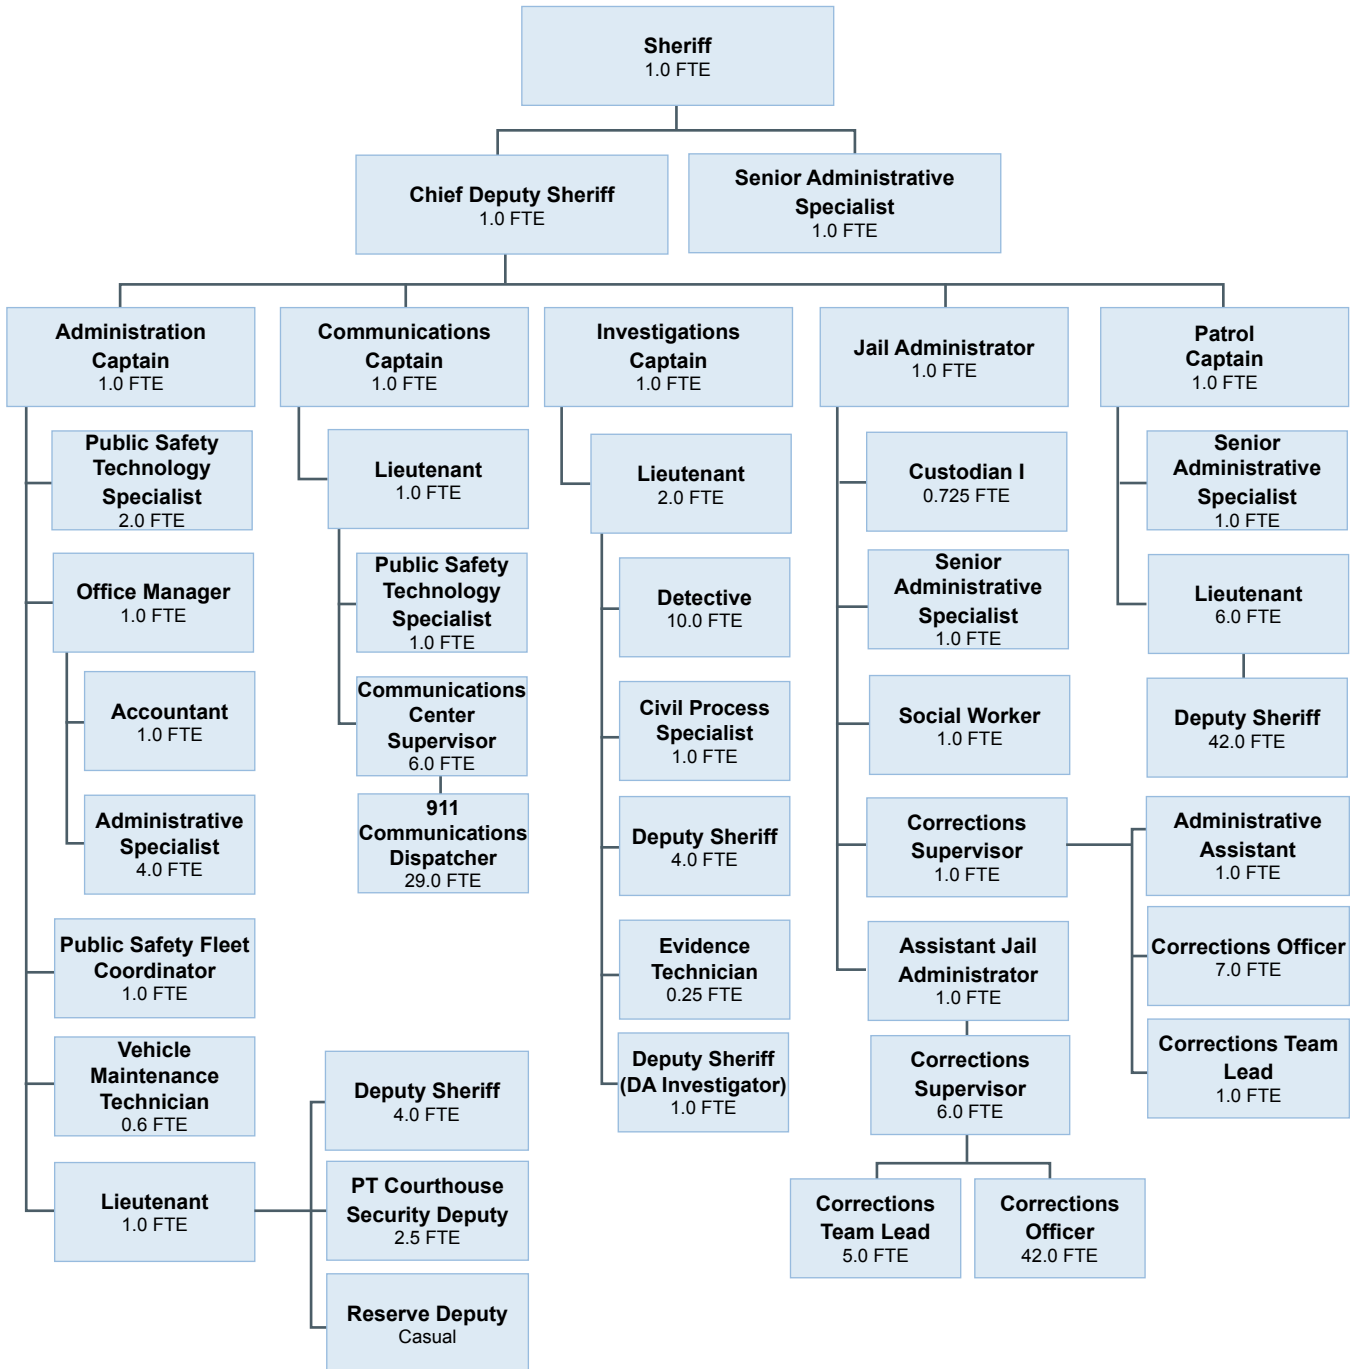 Sheriff
1.0 FTE
Chief Deputy Sheriff
1.0 FTE
Senior Administrative
Specialist
1.0 FTE
Administration
Captain
1.0 FTE
Communications
Captain
1.0 FTE
Investigations
Captain
1.0 FTE
Jail Administrator
1.0 FTE
Patrol
Captain
1.0 FTE
Public Safety
Technology
Specialist
2.0 FTE
Office Manager
1.0 FTE
Accountant
1.0 FTE
Administrative
Specialist
4.0 FTE
Public Safety Fleet
Coordinator
1.0 FTE
Vehicle
Maintenance
Technician
0.6 FTE
Lieutenant
1.0 FTE
Deputy Sheriff
4.0 FTE
PT Courthouse
Security Deputy
2.5 FTE
Reserve Deputy
Casual
Lieutenant
1.0 FTE
Public Safety
Technology
Specialist
1.0 FTE
Communications
Center
Supervisor
6.0 FTE
911
Communications
Dispatcher
29.0 FTE
Lieutenant
2.0 FTE
Detective
10.0 FTE
Civil Process
Specialist
1.0 FTE
Deputy Sheriff
4.0 FTE
Evidence
Technician
0.25 FTE
Deputy Sheriff
(DA Investigator)
1.0 FTE
Custodian I
0.725 FTE
Senior
Administrative
Specialist
1.0 FTE
Social Worker
1.0 FTE
Corrections
Supervisor
1.0 FTE
Administrative
Assistant
1.0 FTE
Corrections Officer
7.0 FTE
Corrections Team
Lead
1.0 FTE
Assistant Jail
Administrator
1.0 FTE
Corrections
Supervisor
6.0 FTE
Corrections
Team Lead
5.0 FTE
Corrections
Officer
42.0 FTE
Senior
Administrative
Specialist
1.0 FTE
Lieutenant
6.0 FTE
Deputy Sheriff
42.0 FTE